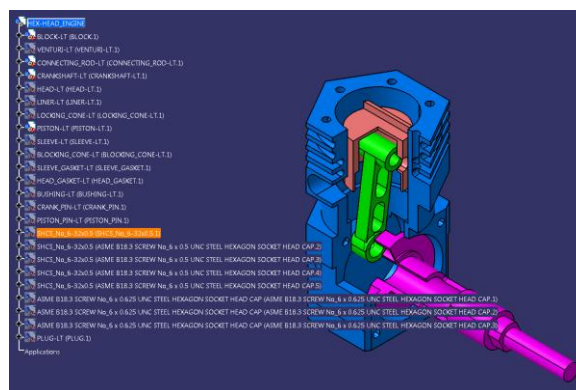 HEX-HEAD_ENGINE
BLOCK-LT (BLOCK.1)
VENTURI-LT (VENTURI-LT.1)
CONNECTING_ROD-LT (CONNECTING_ROD-LT.1)
CRANKSHAFT-LT (CRANKSHAFT-LT.1)
HEAD-LT (HEAD-LT.1)
LINER-LT (LINER-LT.1)
LOCKING_CONE-LT (LOCKING_CONE-LT.1)
PISTON-LT (PISTON-LT.1)
SLEEVE-LT (SLEEVE-LT.1)
BLOCKING_CONE-LT (BLOCKING_CONE-LT.1)
SLEEVE_GASKET-LT (SLEEVE_GASKET.1)
HEAD_GASKET-LT (HEAD_GASKET.1)
BUSHING-LT (BUSHING-LT.1)
CRANK_PIN-LT (CRANK_PIN.1)
PISTON_PIN-LT (PISTON_PIN.1)
SHCS_No_6-32x0.5 (SHCS_No_6-32x0.5.1)
SHCS_No_6-32x0.5 (ASME B18.3 SCREW No_6 x 0.5 UNC STEEL HEXAGON SOCKET HEAD CAP.2)
SHCS_No_6-32x0.5 (ASME B18.3 SCREW No_6 x 0.5 UNC STEEL HEXAGON SOCKET HEAD CAP.3)
SHCS_No_6-32x0.5 (ASME B18.3 SCREW No_6 x 0.5 UNC STEEL HEXAGON SOCKET HEAD CAP.4)
SHCS_No_6-32x0.5 (ASME B18.3 SCREW No_6 x 0.5 UNC STEEL HEXAGON SOCKET HEAD CAP.5)
ASME B18.3 SCREW No_6 x 0.625 UNC STEEL HEXAGON SOCKET HEAD CAP (ASME B18.3 SCREW No_6 x 0.625 UNC STEEL HEXAGON SOCKET HEAD CAP.1)
ASME B18.3 SCREW No_6 x 0.625 UNC STEEL HEXAGON SOCKET HEAD CAP (ASME B18.3 SCREW No_6 x 0.625 UNC STEEL HEXAGON SOCKET HEAD CAP.2)
ASME B18.3 SCREW No_6 x 0.625 UNC STEEL HEXAGON SOCKET HEAD CAP (ASME B18.3 SCREW No_6 x 0.625 UNC STEEL HEXAGON SOCKET HEAD CAP.3)
PLUG-LT (PLUG.1)
Applications